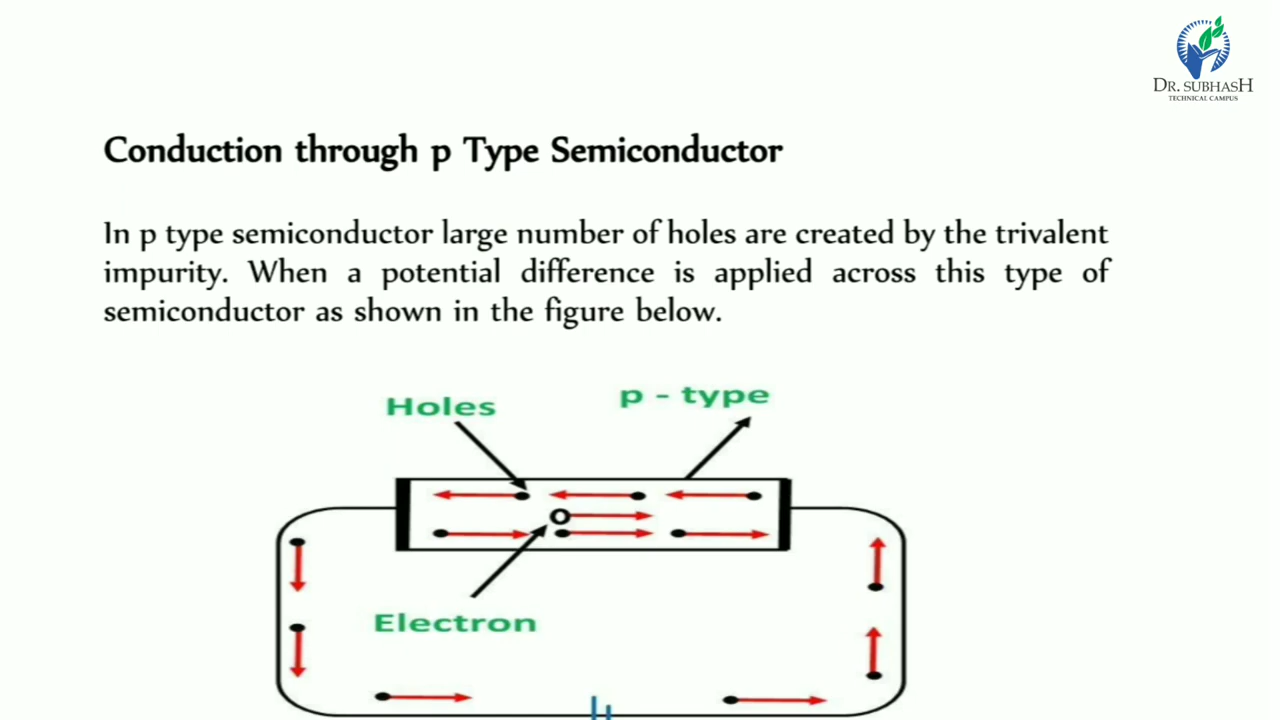 DR. SUBHASH
TECHNICAL CAMPUS
Conduction through p Type Semiconductor
In p type semiconductor large number of holes are created by the trivalent
impurity. When a potential difference is applied across this type of
semiconductor as shown in the figure below.
Holes
p - type
Electron